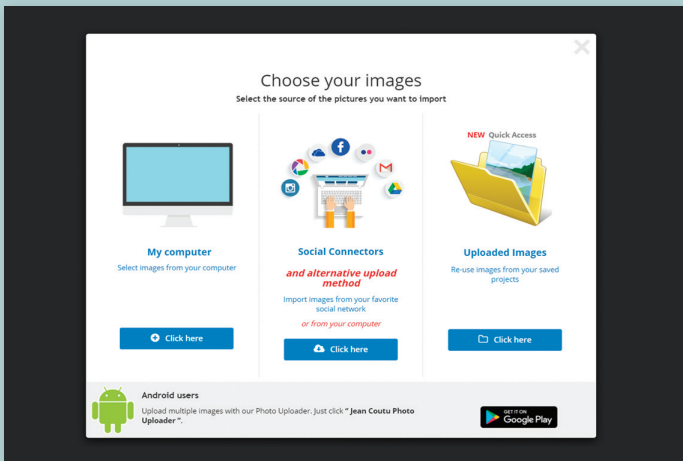 Choose your images
Select the source of the pictures you want to import
My computer
Select images from your computer
Click here
Social Connectors
and alternative upload
method
Import images from your favorite
social network
or from your computer
Click here
NEW Quick Access
Uploaded Images
Re-use images from your saved
projects
Click here
Android users
Upload multiple images with our Photo Uploader. Just click “ Jean Coutu Photo
Uploader “.
GET IT ON
Google Play